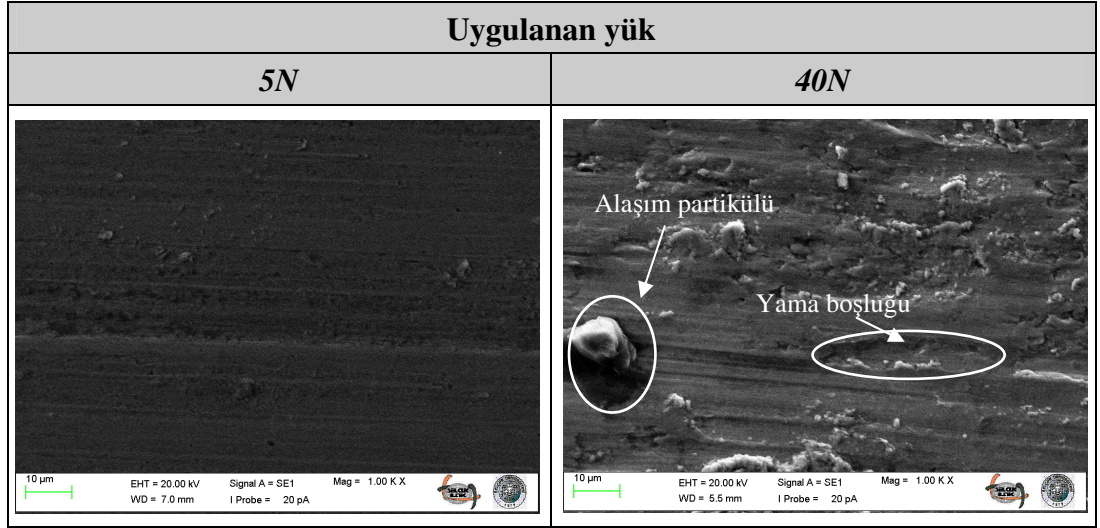 Uygulanan yük
5N
40N
Alaşım partikülü
Yama boşluğu
10 µm
EHT = 20.00 kV
Signal A = SE1
Mag = 1.00 K X
WD = 7.0 mm
I Probe = 20 pA
10 µm
EHT = 20.00 kV
Signal A = SE1
Mag = 1.00 K X
WD = 5.5 mm
I Probe = 20 pA